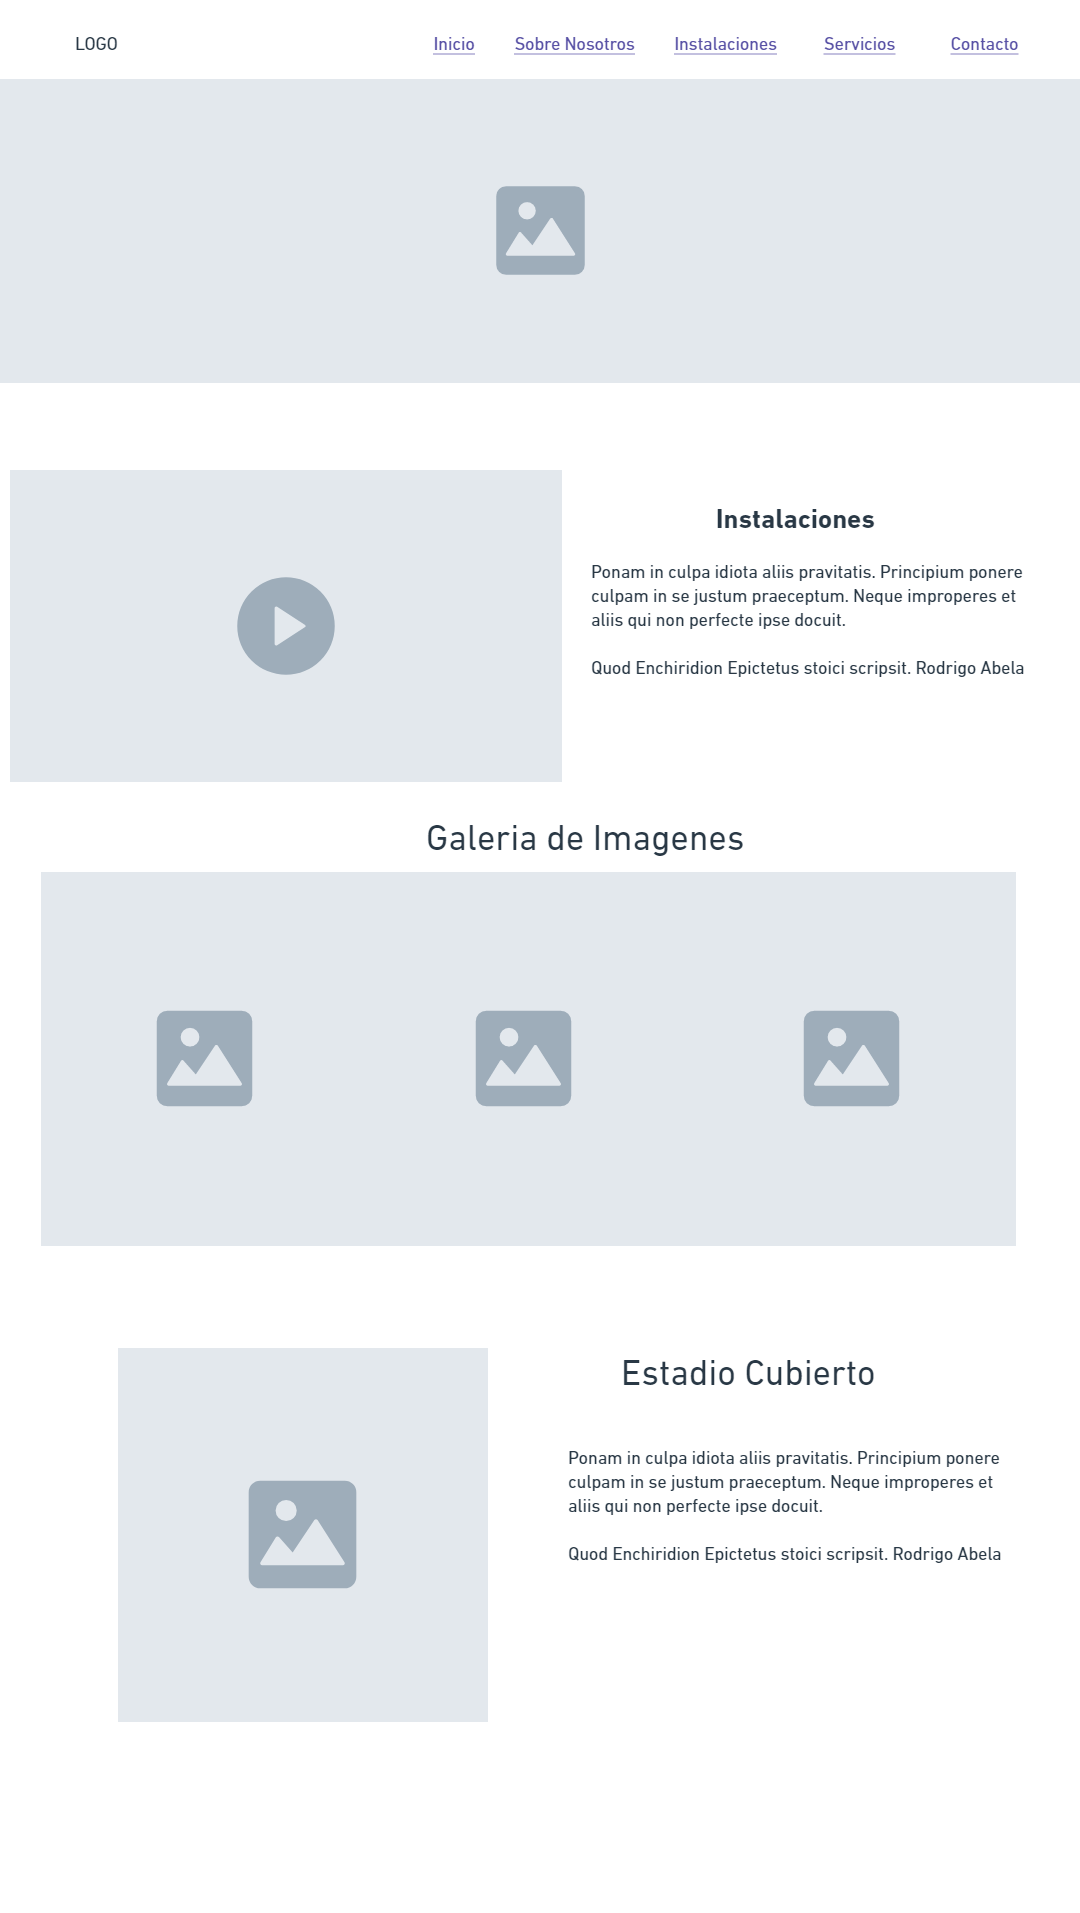 LOGO
Inicio
Sobre Nosotros
Instalaciones
Servicios
Contacto
Instalaciones
Ponam in culpa idiota aliis pravitatis. Principium ponere
culpam in se justum praeceptum. Neque improperes et
aliis qui non perfecte ipse docuit.
Quod Enchiridion Epictetus stoici scripsit. Rodrigo Abela
Galeria de Imagenes
Estadio Cubierto
Ponam in culpa idiota aliis pravitatis. Principium ponere
culpam in se justum praeceptum. Neque improperes et
aliis qui non perfecte ipse docuit.
Quod Enchiridion Epictetus stoici scripsit. Rodrigo Abela